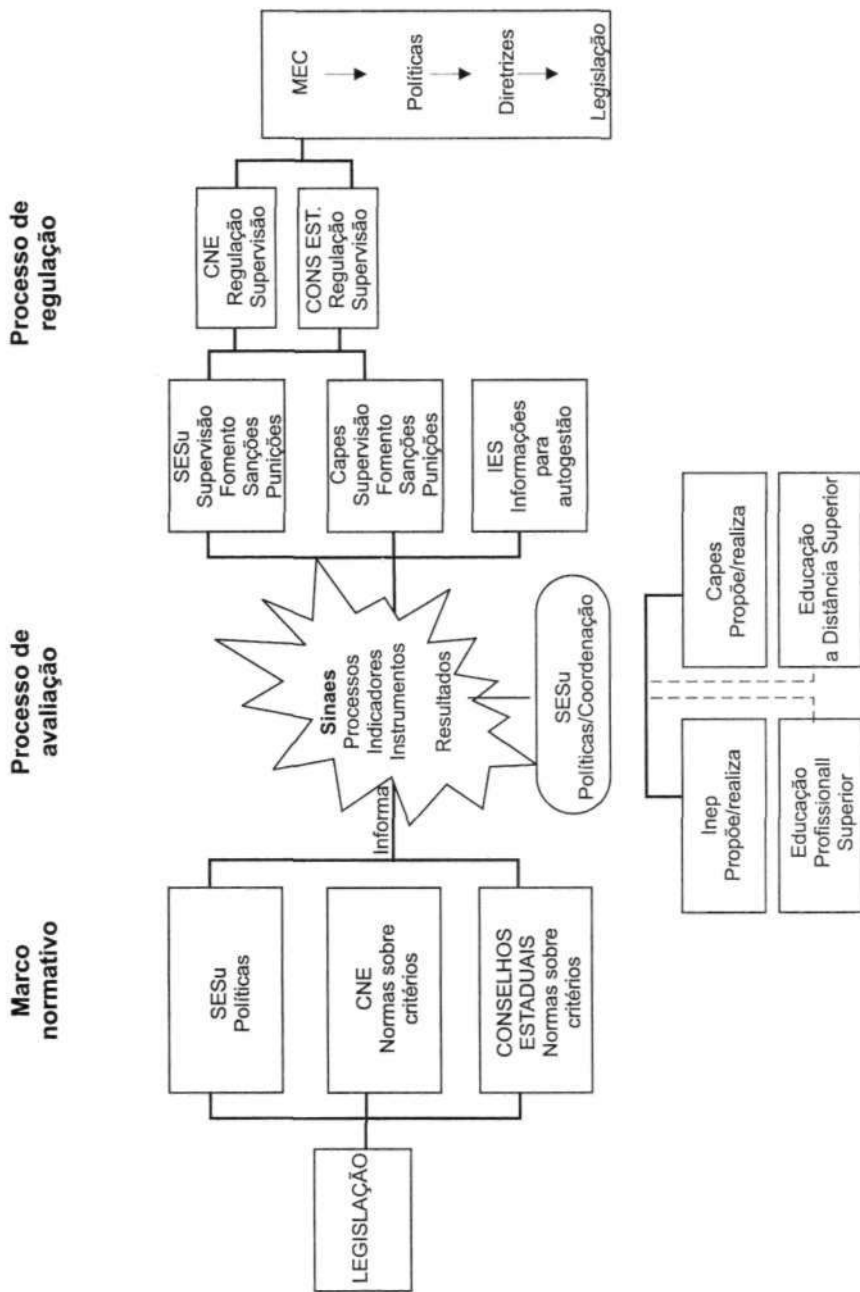 Marco
normativo
Processo de
avaliação
Processo de
regulação
LEGISLAÇÃO
SESu
Políticas
CNE
Normas sobre
critérios
CONSELHOS
ESTADUAIS
Normas sobre
critérios
Informa
Sinaes
Processos
Indicadores
Instrumentos
Resultados
SESu
Políticas/Coordenação
Inep
Propõe/realiza
Capes
Propõe/realiza
Educação
Profissionall
Superior
Educação
a Distância Superior
SESu
Supervisão
Fomento
Sanções
Punições
Capes
Supervisão
Fomento
Sanções
Punições
IES
Informações
para
autogestão
CNE
Regulação
Supervisão
CONS EST.
Regulação
Supervisão
MEC
Políticas
Diretrizes
Legislação